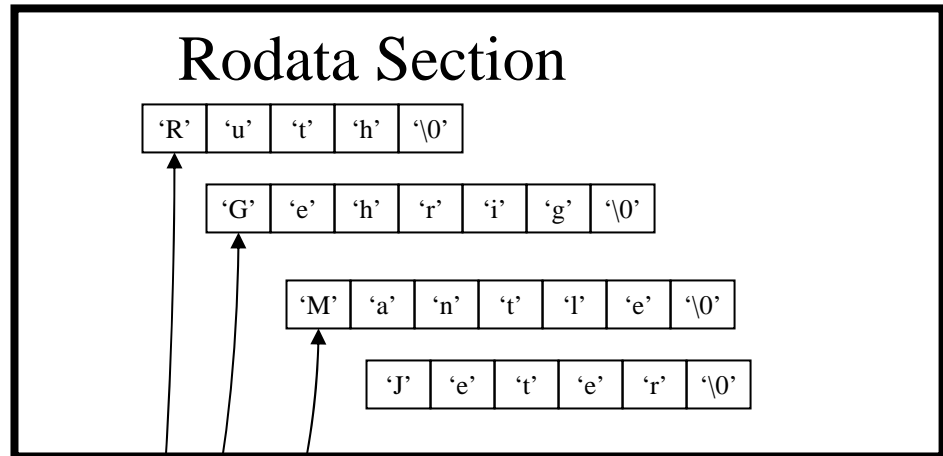 Rodata Section
‘R’ ‘u’ ‘t’ ‘h’ ‘\0’
‘G’ ‘e’ ‘h’ ‘r’ ‘i’ ‘g’ ‘\0’
‘M’ ‘a’ ‘n’ ‘t’ ‘l’ ‘e’ ‘\0’
‘J’ ‘e’ ‘t’ ‘e’ ‘r’ ‘\0’